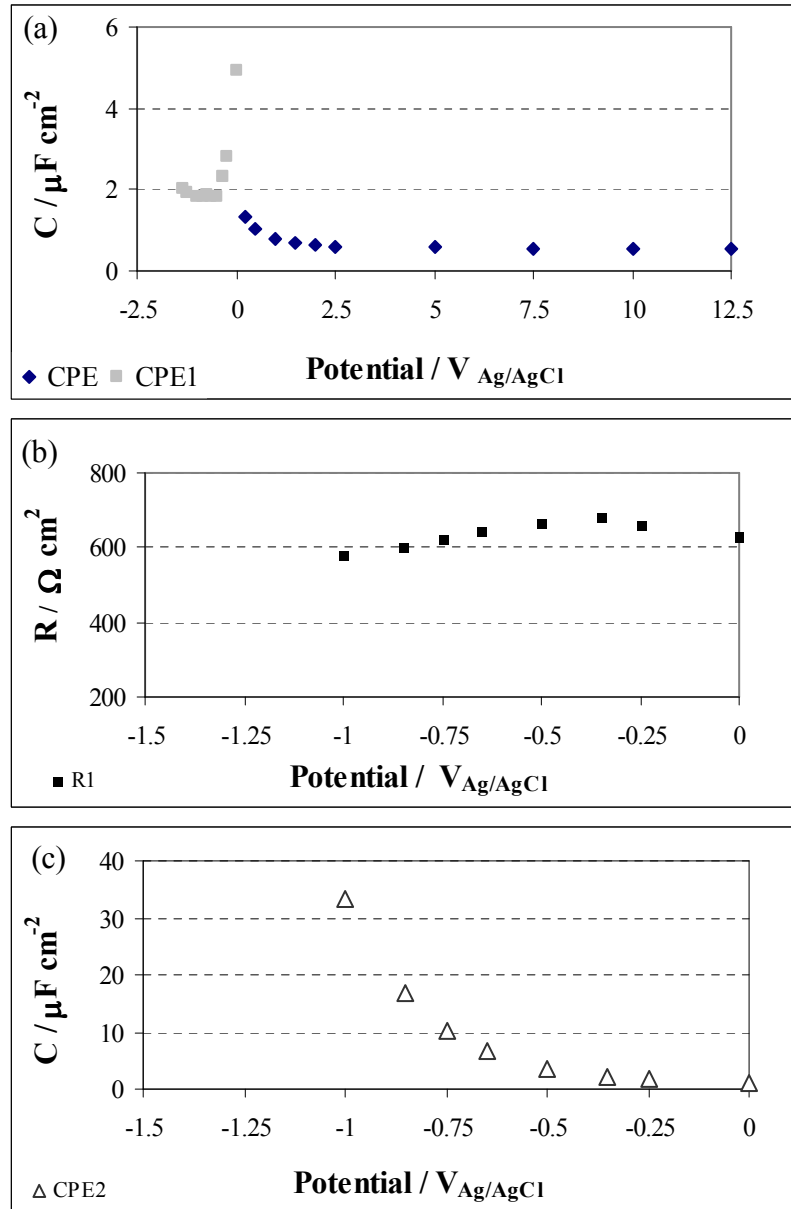 (a)
6
4
2
0
C / μF cm-2
-2.5 0 2.5 5 7.5 10 12.5
Potential / V Ag/AgCl
CPE CPE1
(b)
800
600
400
200
R / Ω cm2
-1.5 -1.25 -1 -0.75 -0.5 -0.25 0
Potential / VAg/AgCl
R1
(c)
40
30
20
10
0
C / μF cm-2
-1.5 -1.25 -1 -0.75 -0.5 -0.25 0
Potential / VAg/AgCl
CPE2